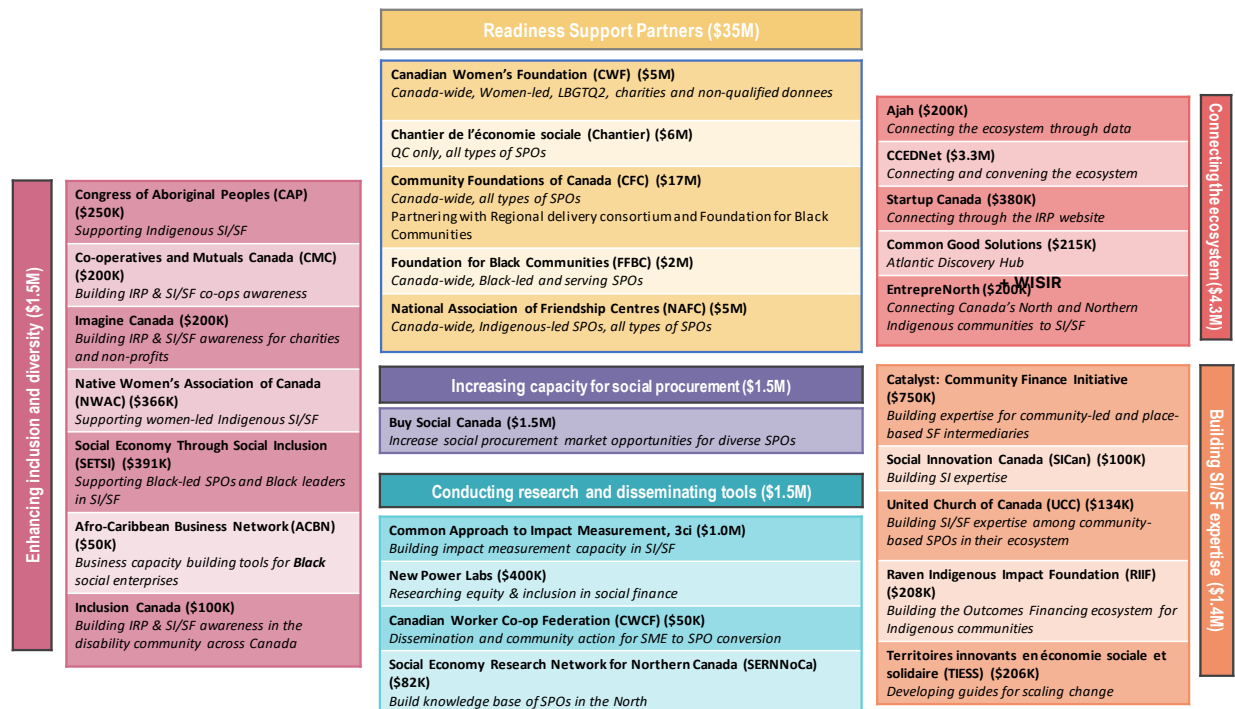 Enhancing inclusion and diversity ($1.5M)
Congress of Aboriginal Peoples (CAP)
($250K)
Supporting Indigenous SI/SF
Co-operatives and Mutuals Canada (CMC)
($200K)
Building IRP & SI/SF co-ops awareness
Imagine Canada ($200K)
Building IRP & SI/SF awareness for charities
and non-profits
Native Women's Association of Canada
(NWAC) ($366K)
Supporting women-led Indigenous SI/SF
Social Economy Through Social Inclusion
(SETSI) ($391K)
Supporting Black-led SPOs and Black leaders
in SI/SF
Afro-Caribbean Business Network (ACBN)
($50K)
Business capacity building tools for Black
social enterprises
Inclusion Canada ($100K)
Building IRP & SI/SF awareness in the
disability community across Canada
Readiness Support Partners ($35M)
Canadian Women's Foundation (CWF) ($5M)
Canada-wide, Women-led, LBGTQ2, charities and non-qualified donnees
Chantier de l'économie sociale (Chantier) ($6M)
QC only, all types of SPOs
Community Foundations of Canada (CFC) ($17M)
Canada-wide, all types of SPOs
Partnering with Regional delivery consortium and Foundation for Black
Communities
Foundation for Black Communities (FFBC) ($2M)
Canada-wide, Black-led and serving SPOs
National Association of Friendship Centres (NAFC) ($5M)
Canada-wide, Indigenous-led SPOs, all types of SPOs
Increasing capacity for social procurement ($1.5M)
Buy Social Canada ($1.5M)
Increase social procurement market opportunities for diverse SPOs
Conducting research and disseminating tools ($1.5M)
Common Approach to Impact Measurement, 3ci ($1.0M)
Building impact measurement capacity in SI/SF
New Power Labs ($400K)
Researching equity & inclusion in social finance
Canadian Worker Co-op Federation (CWCF) ($50K)
Dissemination and community action for SME to SPO conversion
Social Economy Research Network for Northern Canada (SERNNoCa)
($82K)
Build knowledge base of SPOs in the North
Ajah ($200K)
Connecting the ecosystem through data
CCEDNet ($3.3M)
Connecting and convening the ecosystem
Startup Canada ($380K)
Connecting through the IRP website
Common Good Solutions ($215K)
Atlantic Discovery Hub
+ WISIR
EntrepreNorth ($200K)
Connecting Canada's North and Northern
Indigenous communities to SI/SF
Connecting the ecosystem ($4.3M)
Catalyst: Community Finance Initiative
($750K)
Building expertise for community-led and place-
based SF intermediaries
Social Innovation Canada (SICan) ($100K)
Building SI expertise
United Church of Canada (UCC) ($134K)
Building SI/SF expertise among community-
based SPOs in their ecosystem
Raven Indigenous Impact Foundation (RIIF)
($208K)
Building the Outcomes Financing ecosystem for
Indigenous communities
Territoires innovants en économie sociale et
solidaire (TIESS) ($206K)
Developing guides for scaling change
Building SI/SF expertise ($1.4M)